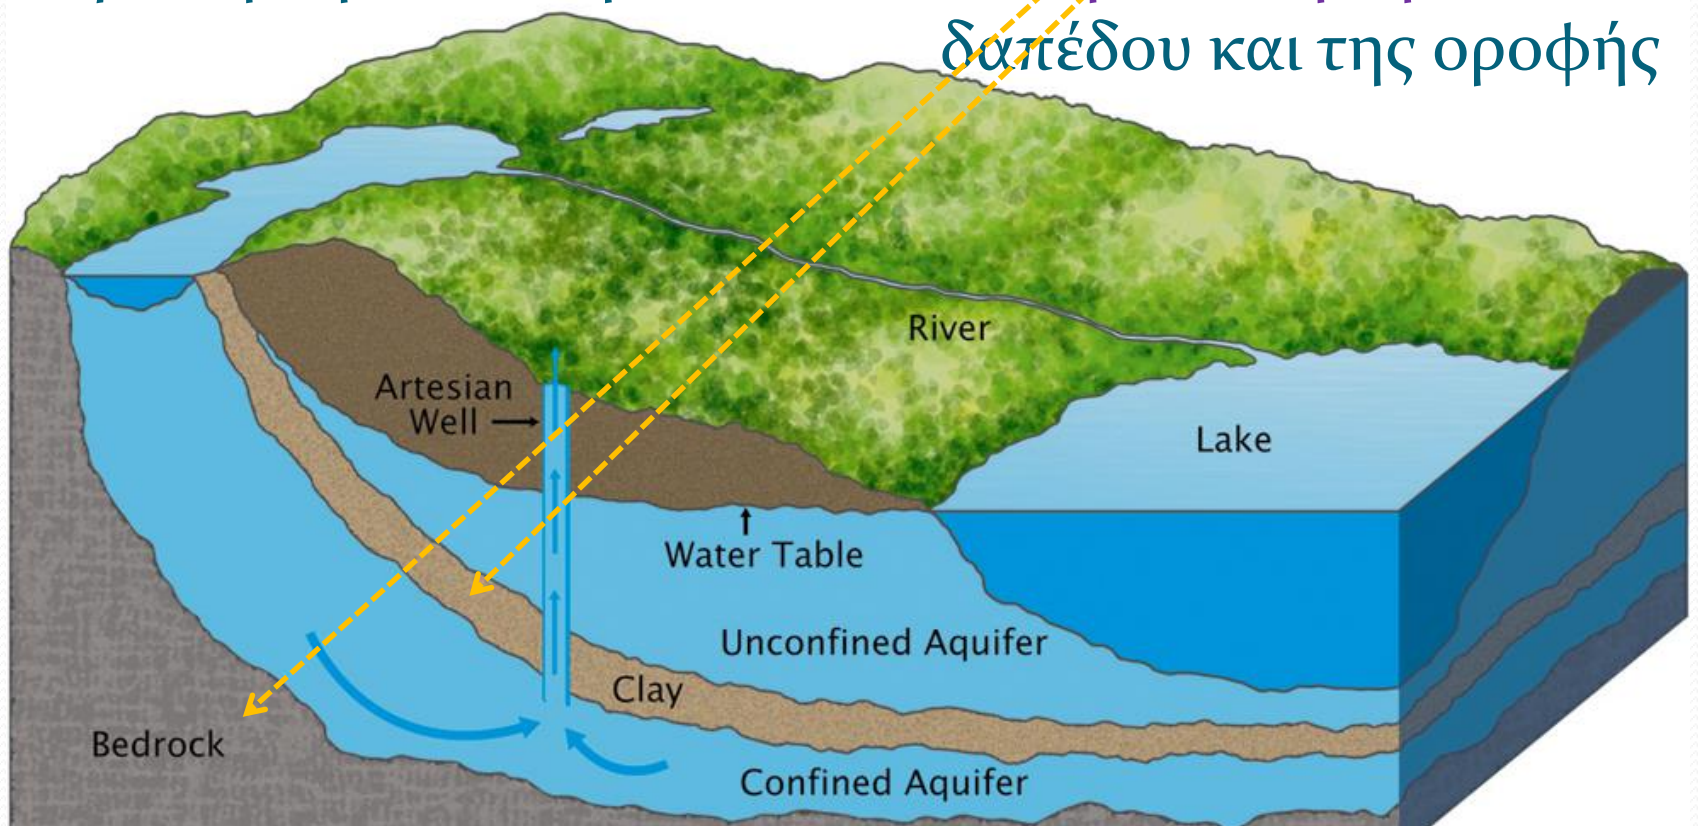 δαπέδου και της οροφής
River
Artesian
Well
Lake
Water Table
Unconfined Aquifer
Clay
Bedrock
Confined Aquifer